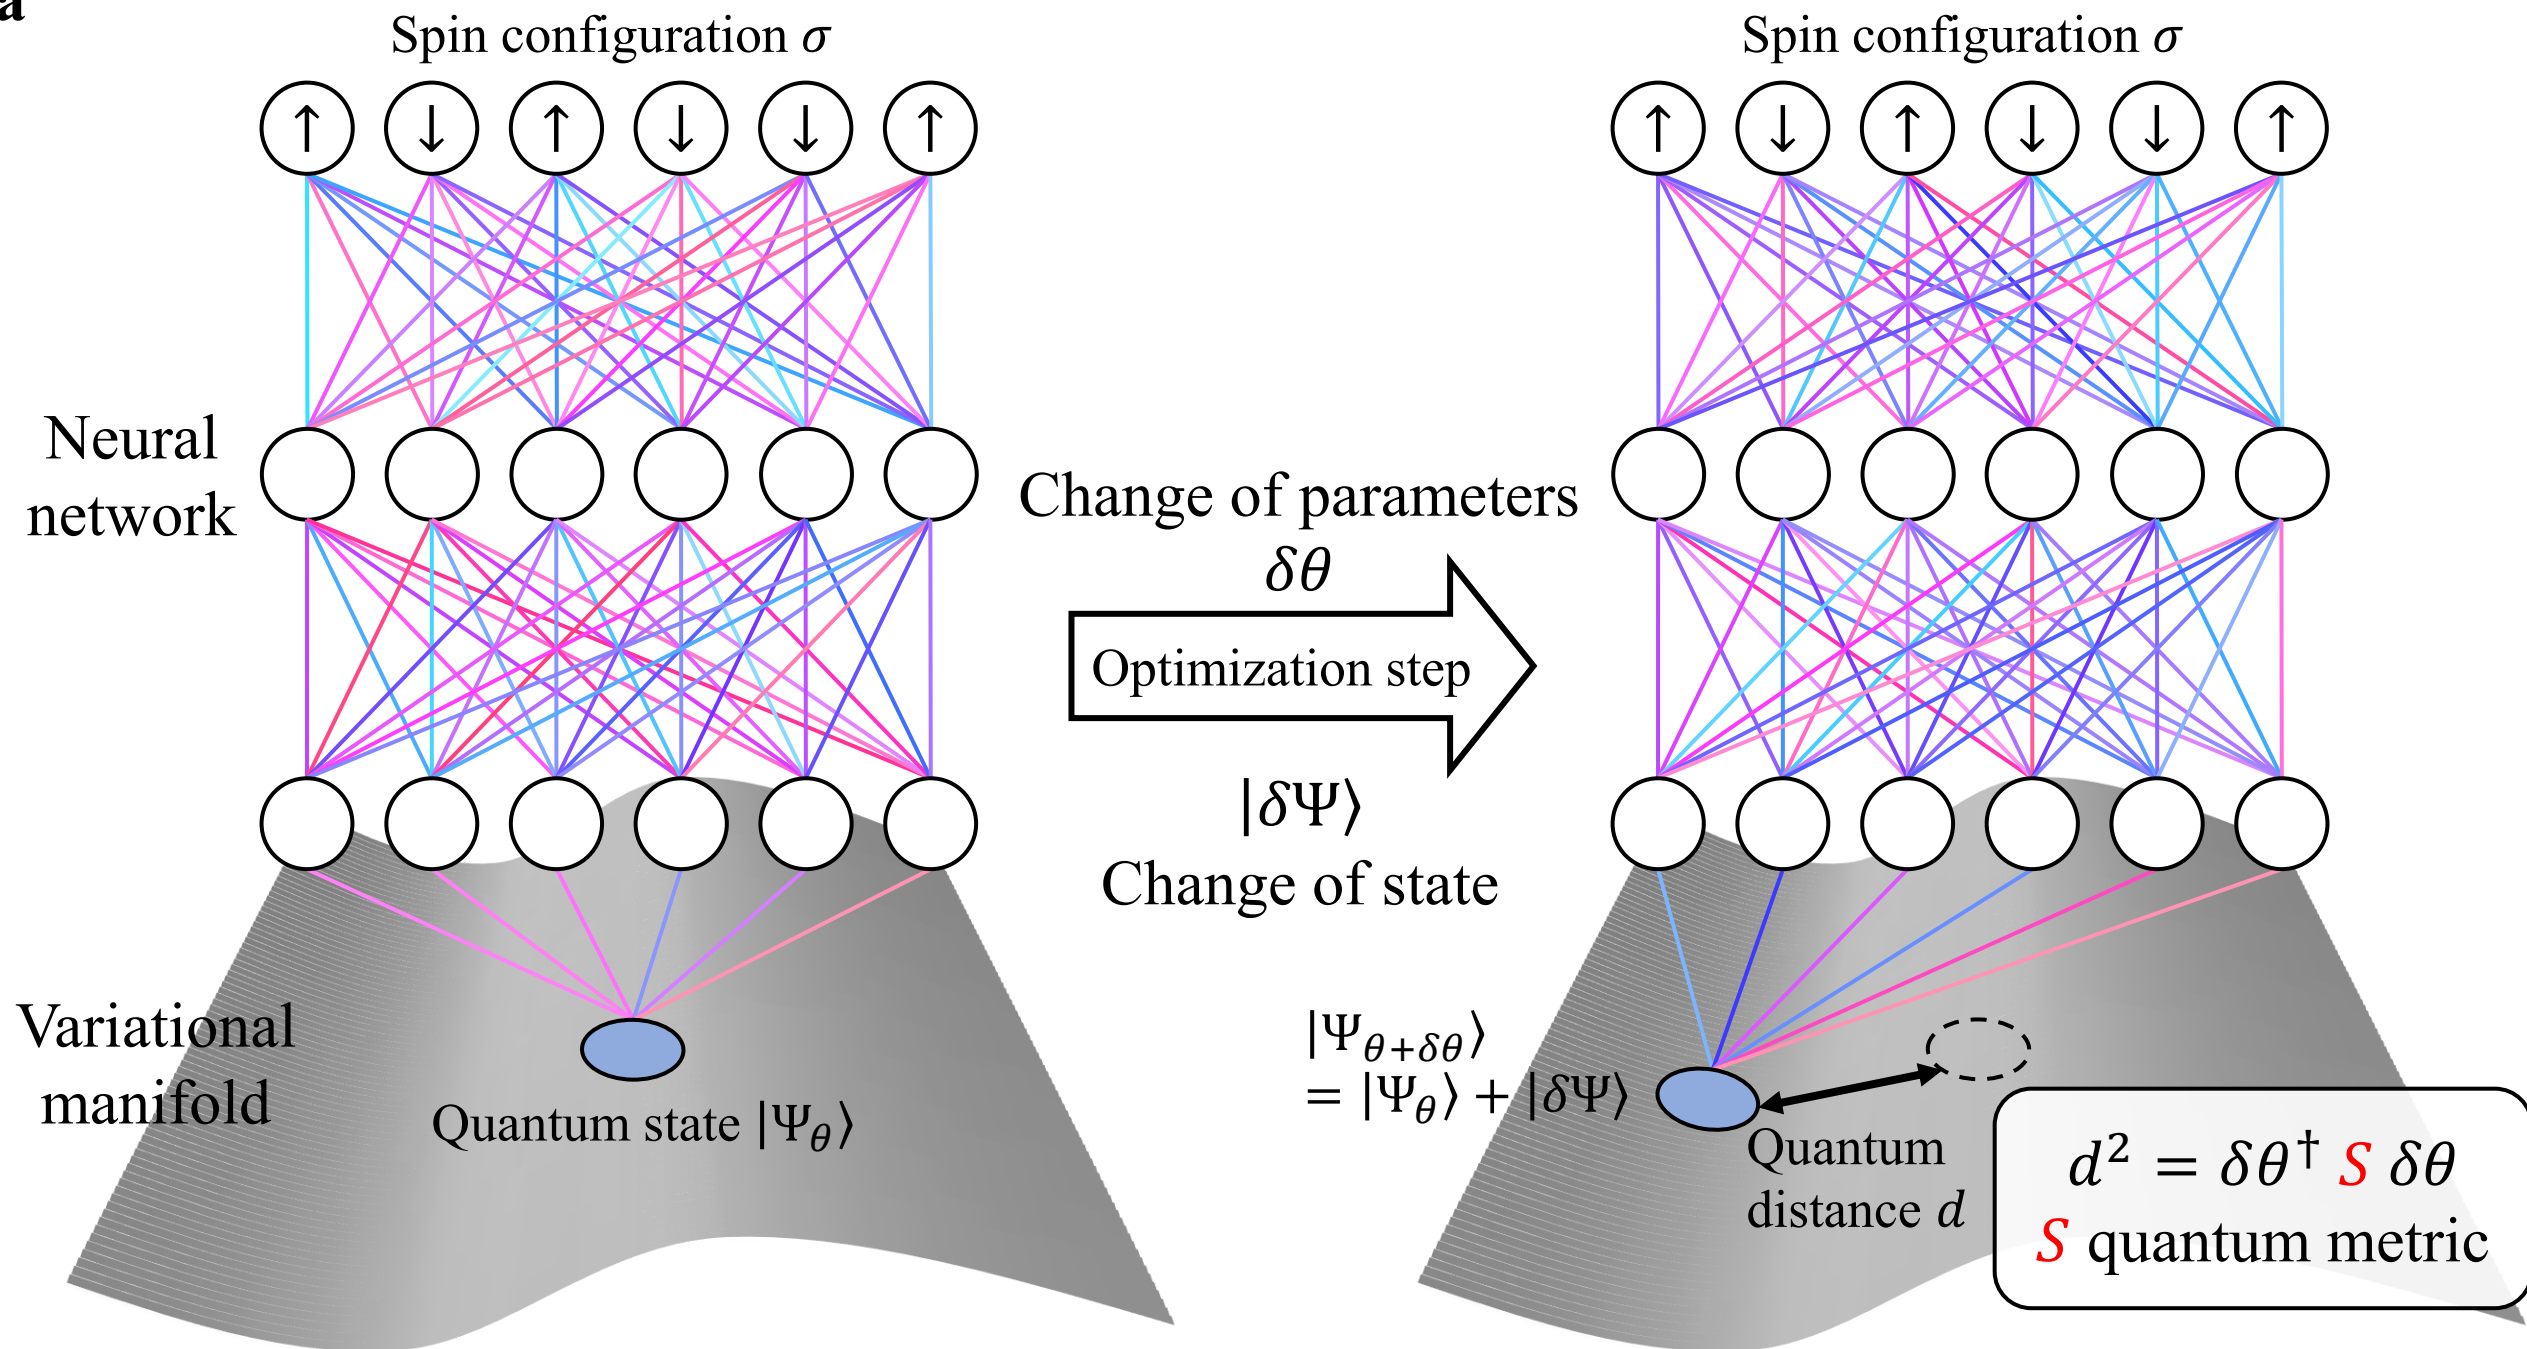 a
Spin configuration σ
↑ ↓ ↑ ↓ ↓ ↑
Neural
network
Variational
manifold
Quantum state |Ψ_θ⟩
Change of parameters
δθ
Optimization step
|δΨ⟩
Change of state
Spin configuration σ
↑ ↓ ↑ ↓ ↓ ↑
|Ψ_{θ+δθ}⟩
= |Ψ_θ⟩ + |δΨ⟩
Quantum
distance d
d² = δθ† S δθ
S quantum metric